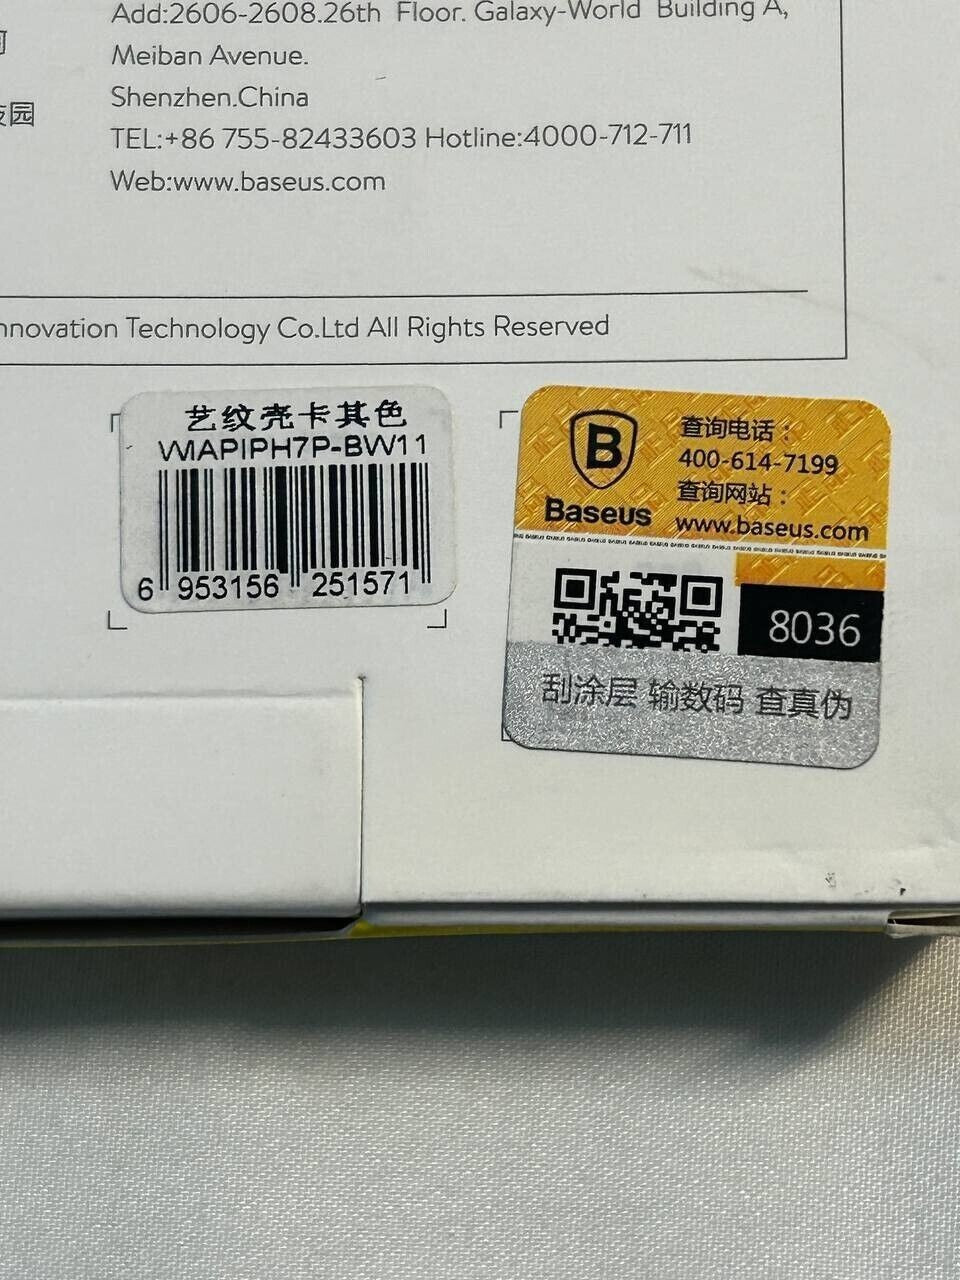 Add:2606-2608.26th Floor. Galaxy-World Building A,
Meiban Avenue.
园
Shenzhen.China
TEL:+86 755-82433603 Hotline:4000-712-711
Web:www.baseus.com
nnovation Technology Co.Ltd All Rights Reserved
艺纹壳卡其色
WIAPIPH7P-BW11
6 953156 251571
B
Baseus
查询电话：
400-614-7199
查询网站：
www.baseus.com
8036
刮涂层 输数码 查真伪